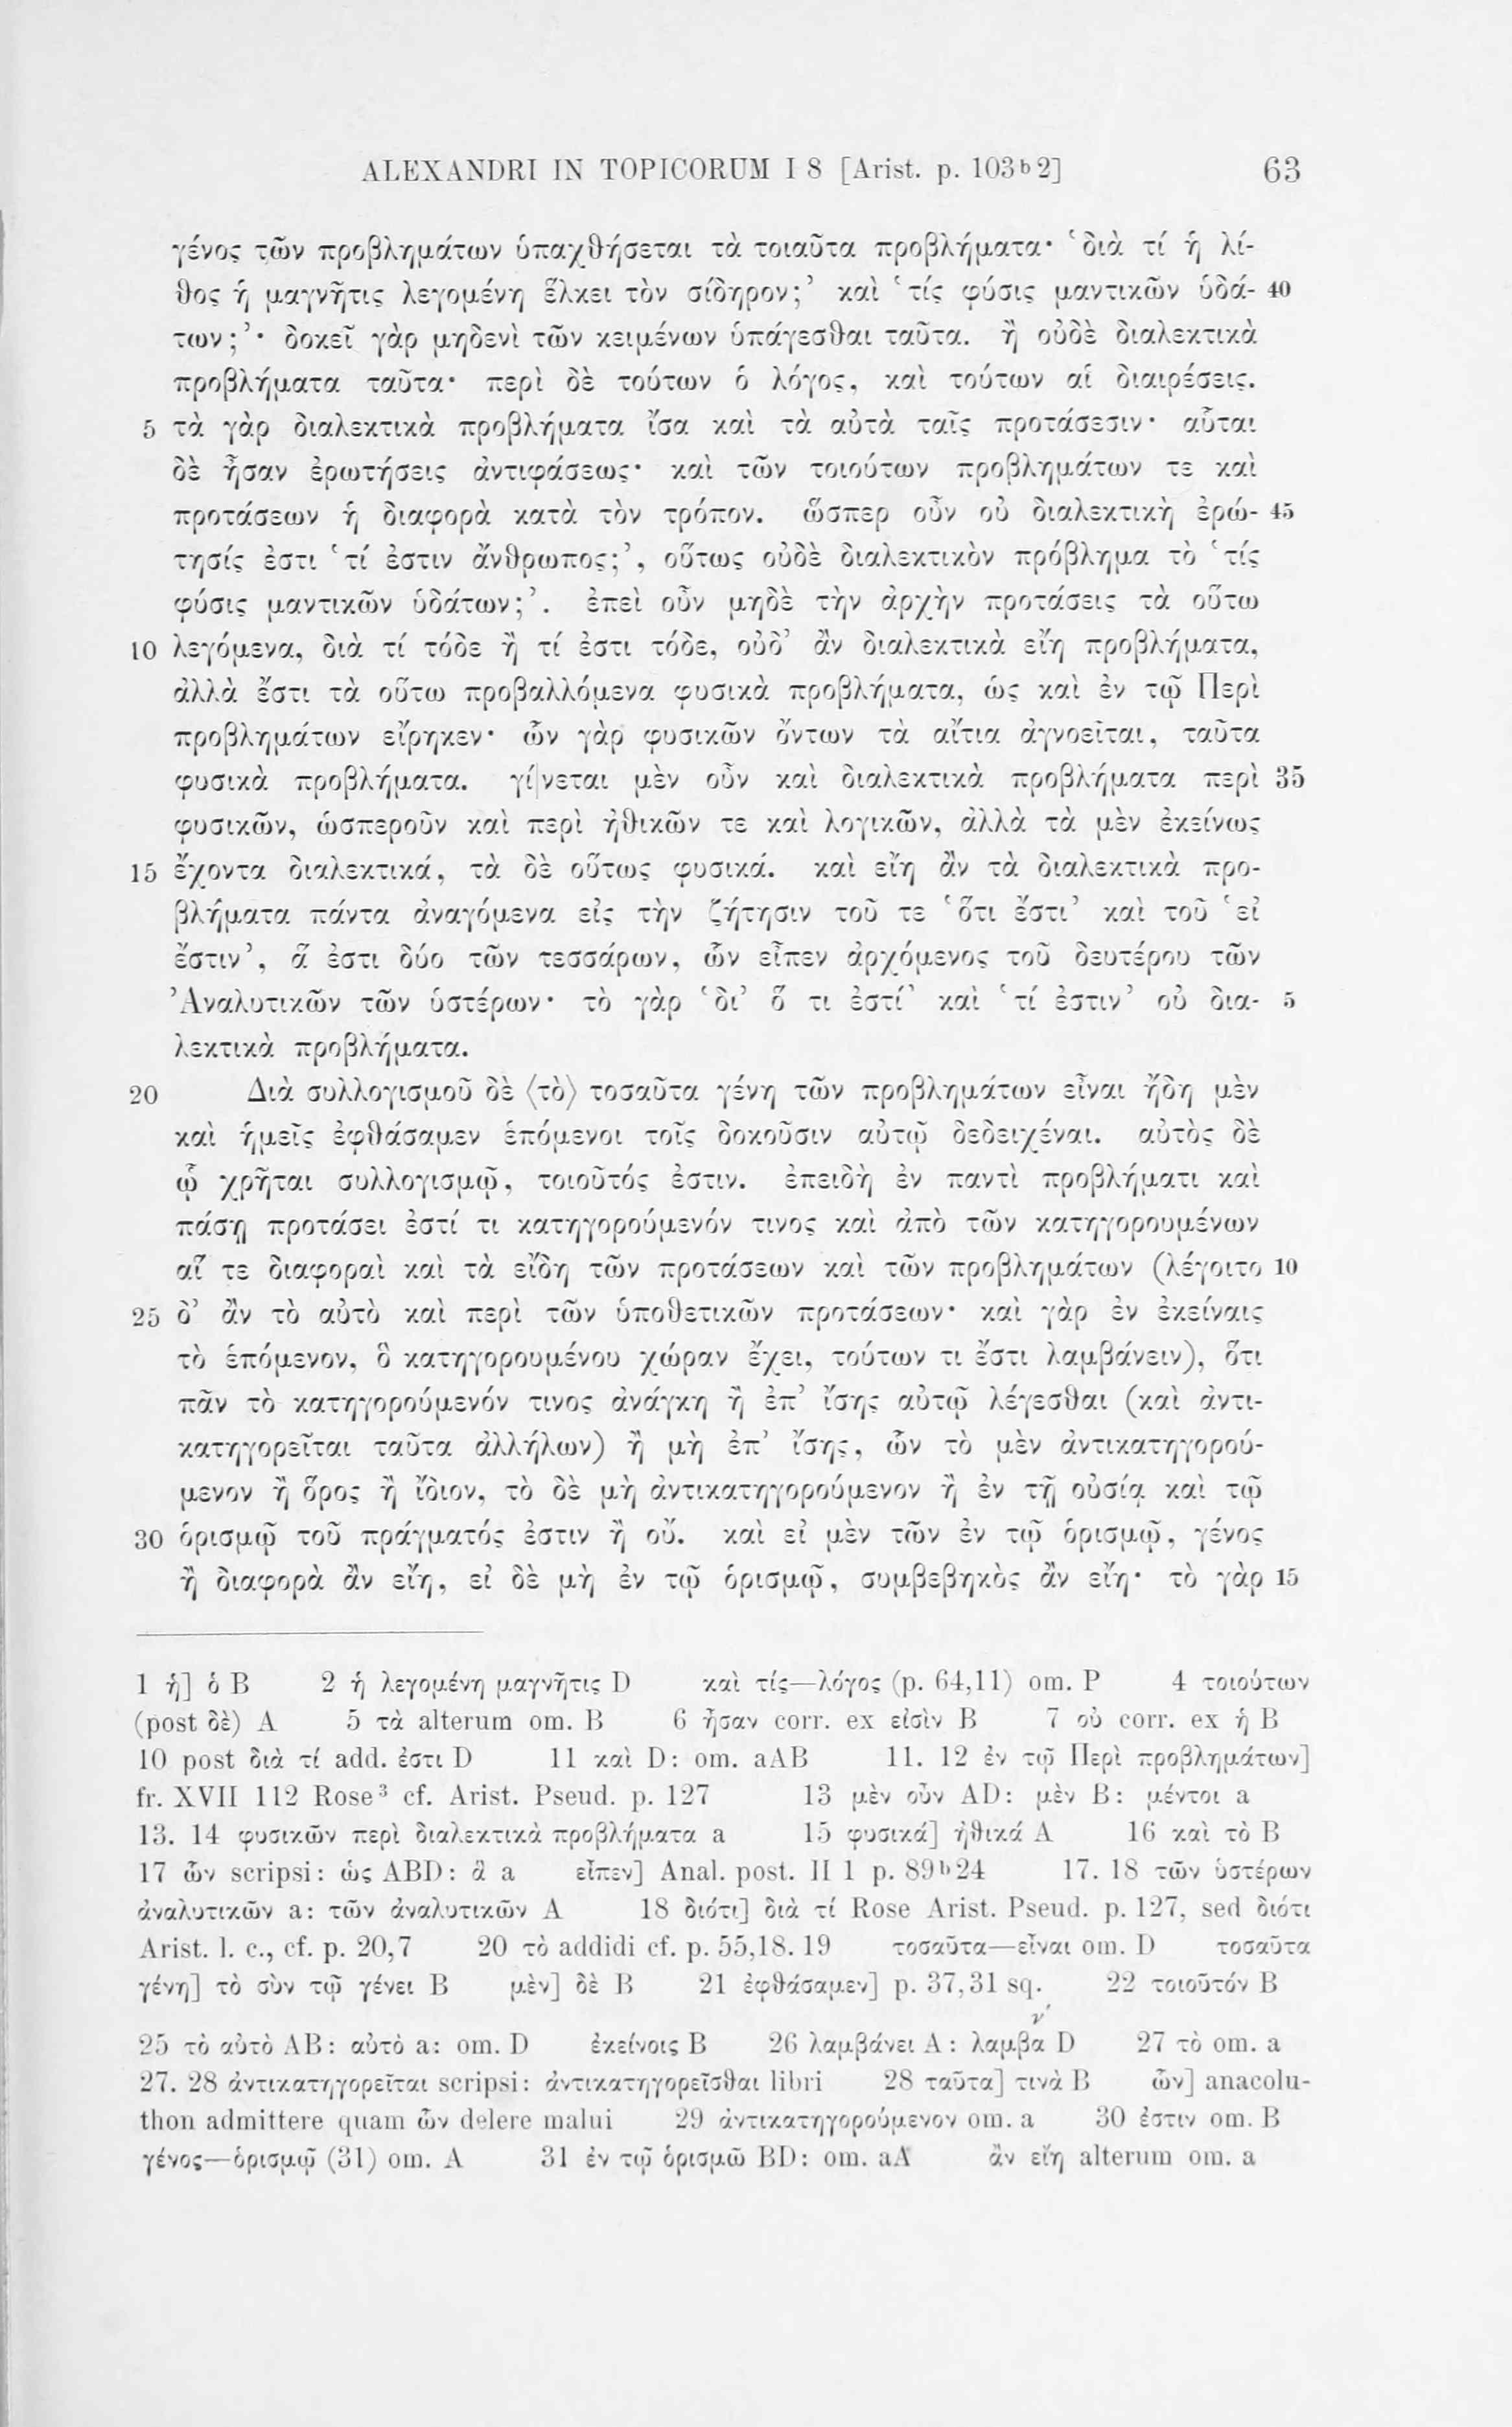 ALEXANDRI IN TOPICORUM I 8 [Arist. p. 103b2] 63
γένος τῶν προβλημάτων ὑπαχθήσεται τὰ τοιαῦτα προβλήματα· ‘διὰ τί ἡ λί-
θος ἡ μαγνῆτις λεγομένη ἕλκει τὸν σίδηρον;’ καὶ ‘τίς φύσις μαντικῶν ὑδά- 40
των;’· δοκεῖ γὰρ μηδενὶ τῶν κειμένων ὑπάγεσθαι ταῦτα. ἢ οὐδὲ διαλεκτικὰ
προβλήματα ταῦτα· περὶ δὲ τούτων ὁ λόγος, καὶ τούτων αἱ διαιρέσεις.
5 τὰ γὰρ διαλεκτικὰ προβλήματα ἴσα καὶ τὰ αὐτὰ ταῖς προτάσεσιν· αὗται
δὲ ἦσαν ἐρωτήσεις ἀντιφάσεως· καὶ τῶν τοιούτων προβλημάτων τε καὶ
προτάσεων ἡ διαφορὰ κατὰ τὸν τρόπον. ὥσπερ οὖν οὐ διαλεκτικὴ ἐρώ- 45
τησίς ἐστι ‘τί ἐστιν ἄνθρωπος;’, οὕτως οὐδὲ διαλεκτικὸν πρόβλημα τὸ ‘τίς
φύσις μαντικῶν ὑδάτων;’. ἐπεὶ οὖν μηδὲ τὴν ἀρχὴν προτάσεις τὰ οὕτω
10 λεγόμενα, διὰ τί τόδε ἢ τί ἐστι τόδε, οὐδ’ ἂν διαλεκτικὰ εἴη προβλήματα,
ἀλλὰ ἔστι τὰ οὕτω προβαλλόμενα φυσικὰ προβλήματα, ὡς καὶ ἐν τῷ Περὶ
προβλημάτων εἴρηκεν· ὧν γὰρ φυσικῶν ὄντων τὰ αἴτια ἀγνοεῖται, ταῦτα
φυσικὰ προβλήματα. γί|νεται μὲν οὖν καὶ διαλεκτικὰ προβλήματα περὶ 35
φυσικῶν, ὡσπεροῦν καὶ περὶ ἠθικῶν τε καὶ λογικῶν, ἀλλὰ τὰ μὲν ἐκείνως
15 ἔχοντα διαλεκτικά, τὰ δὲ οὕτως φυσικά. καὶ εἴη ἂν τὰ διαλεκτικὰ προ-
βλήματα πάντα ἀναγόμενα εἰς τὴν ζήτησιν τοῦ τε ‘ὅτι ἔστι’ καὶ τοῦ ‘εἰ
ἔστιν’, ἅ ἐστι δύο τῶν τεσσάρων, ὧν εἶπεν ἀρχόμενος τοῦ δευτέρου τῶν
Ἀναλυτικῶν τῶν ὑστέρων· τὸ γὰρ ‘δι’ ὅ τι ἐστί’ καὶ ‘τί ἐστιν’ οὐ δια- 5
λεκτικὰ προβλήματα.
20 Διὰ συλλογισμοῦ δὲ ⟨τὸ⟩ τοσαῦτα γένη τῶν προβλημάτων εἶναι ἤδη μὲν
καὶ ἡμεῖς ἐφθάσαμεν ἑπόμενοι τοῖς δοκοῦσιν αὐτῷ δεδειχέναι. αὐτὸς δὲ
ᾧ χρῆται συλλογισμῷ, τοιοῦτός ἐστιν. ἐπειδὴ ἐν παντὶ προβλήματι καὶ
πάσῃ προτάσει ἐστί τι κατηγορούμενόν τινος καὶ ἀπὸ τῶν κατηγορουμένων
αἵ τε διαφοραὶ καὶ τὰ εἴδη τῶν προτάσεων καὶ τῶν προβλημάτων (λέγοιτο 10
25 δ’ ἂν τὸ αὐτὸ καὶ περὶ τῶν ὑποθετικῶν προτάσεων· καὶ γὰρ ἐν ἐκείναις
τὸ ἑπόμενον, ὃ κατηγορουμένου χώραν ἔχει, τούτων τι ἔστι λαμβάνειν), ὅτι
πᾶν τὸ κατηγορούμενόν τινος ἀνάγκη ἢ ἐπ’ ἴσης αὐτῷ λέγεσθαι (καὶ ἀντι-
κατηγορεῖται ταῦτα ἀλλήλων) ἢ μὴ ἐπ’ ἴσης, ὧν τὸ μὲν ἀντικατηγορού-
μενον ἢ ὅρος ἢ ἴδιον, τὸ δὲ μὴ ἀντικατηγορούμενον ἢ ἐν τῇ οὐσίᾳ καὶ τῷ
30 ὁρισμῷ τοῦ πράγματός ἐστιν ἢ οὔ. καὶ εἰ μὲν τῶν ἐν τῷ ὁρισμῷ, γένος
ἢ διαφορὰ ἂν εἴη, εἰ δὲ μὴ ἐν τῷ ὁρισμῷ, συμβεβηκὸς ἂν εἴη· τὸ γὰρ 15
1 ἡ] ὁ B 2 ἡ λεγομένη μαγνῆτις D καὶ τίς—λόγος (p. 64,11) om. P 4 τοιούτων
(post δὲ) A 5 τὰ alterum om. B 6 ἦσαν corr. ex εἰσὶν B 7 οὐ corr. ex ἡ B
10 post διὰ τί add. ἐστι D 11 καὶ D: om. aAB 11. 12 ἐν τῷ Περὶ προβλημάτων]
fr. XVII 112 Rose³ cf. Arist. Pseud. p. 127 13 μὲν οὖν AD: μὲν B: μέντοι a
13. 14 φυσικῶν περὶ διαλεκτικὰ προβλήματα a 15 φυσικά] ἠθικά A 16 καὶ τὸ B
17 ὧν scripsi: ὡς ABD: ἃ a εἶπεν] Anal. post. II 1 p. 89b24 17. 18 τῶν ὑστέρων
ἀναλυτικῶν a: τῶν ἀναλυτικῶν A 18 διότι] διὰ τί Rose Arist. Pseud. p. 127, sed διότι
Arist. l. c., cf. p. 20,7 20 τὸ addidi cf. p. 55,18. 19 τοσαῦτα—εἶναι om. D τοσαῦτα
γένη] τὸ σὺν τῷ γένει B μὲν] δὲ B 21 ἐφθάσαμεν] p. 37,31 sq. 22 τοιοῦτόν B
25 τὸ αὐτὸ AB: αὐτὸ a: om. D ἐκείνοις B 26 λαμβάνει A: λαμβα D 27 τὸ om. a
27. 28 ἀντικατηγορεῖται scripsi: ἀντικατηγορεῖσθαι libri 28 ταῦτα] τινὰ B ὧν] anacolu-
thon admittere quam ὧν delere malui 29 ἀντικατηγορούμενον om. a 30 ἐστιν om. B
γένος—ὁρισμῷ (31) om. A 31 ἐν τῷ ὁρισμῷ BD: om. aA ἂν εἴη alterum om. a